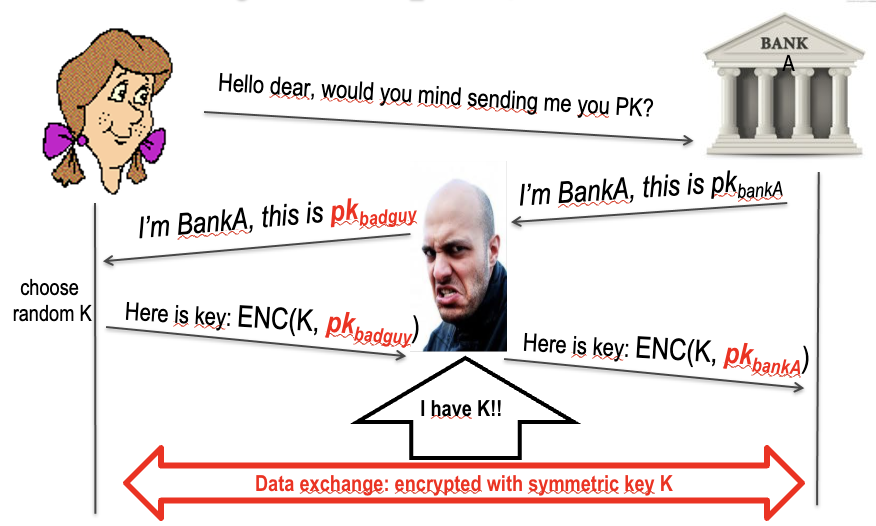 BANK
A
Hello dear, would you mind sending me you PK?
I'm BankA, this is pkbankA
I'm BankA, this is pkbadguy
choose
random K
Here is key: ENC(K, pkbadguy)
Here is key: ENC(K, pkbankA)
I have K!!
Data exchange: encrypted with symmetric key K